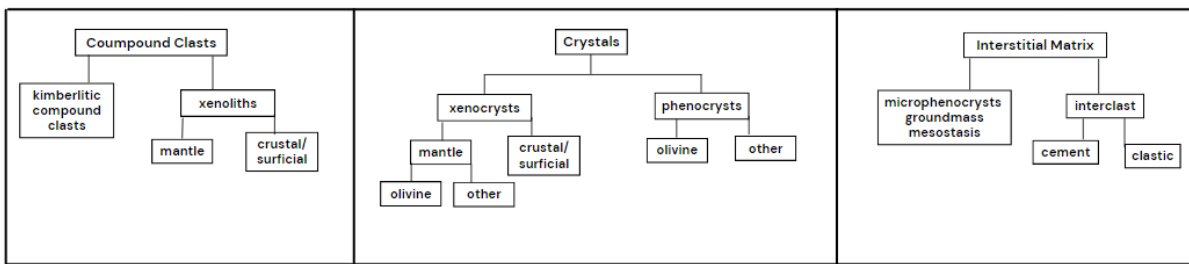 Coumpound Clasts
kimberlitic
compound
clasts
xenoliths
mantle
crustal/
surficial
Crystals
xenocrysts
phenocrysts
mantle
crustal/
surficial
olivine
other
olivine
other
Interstitial Matrix
microphenocrysts
groundmass
mesostasis
interclast
cement
clastic